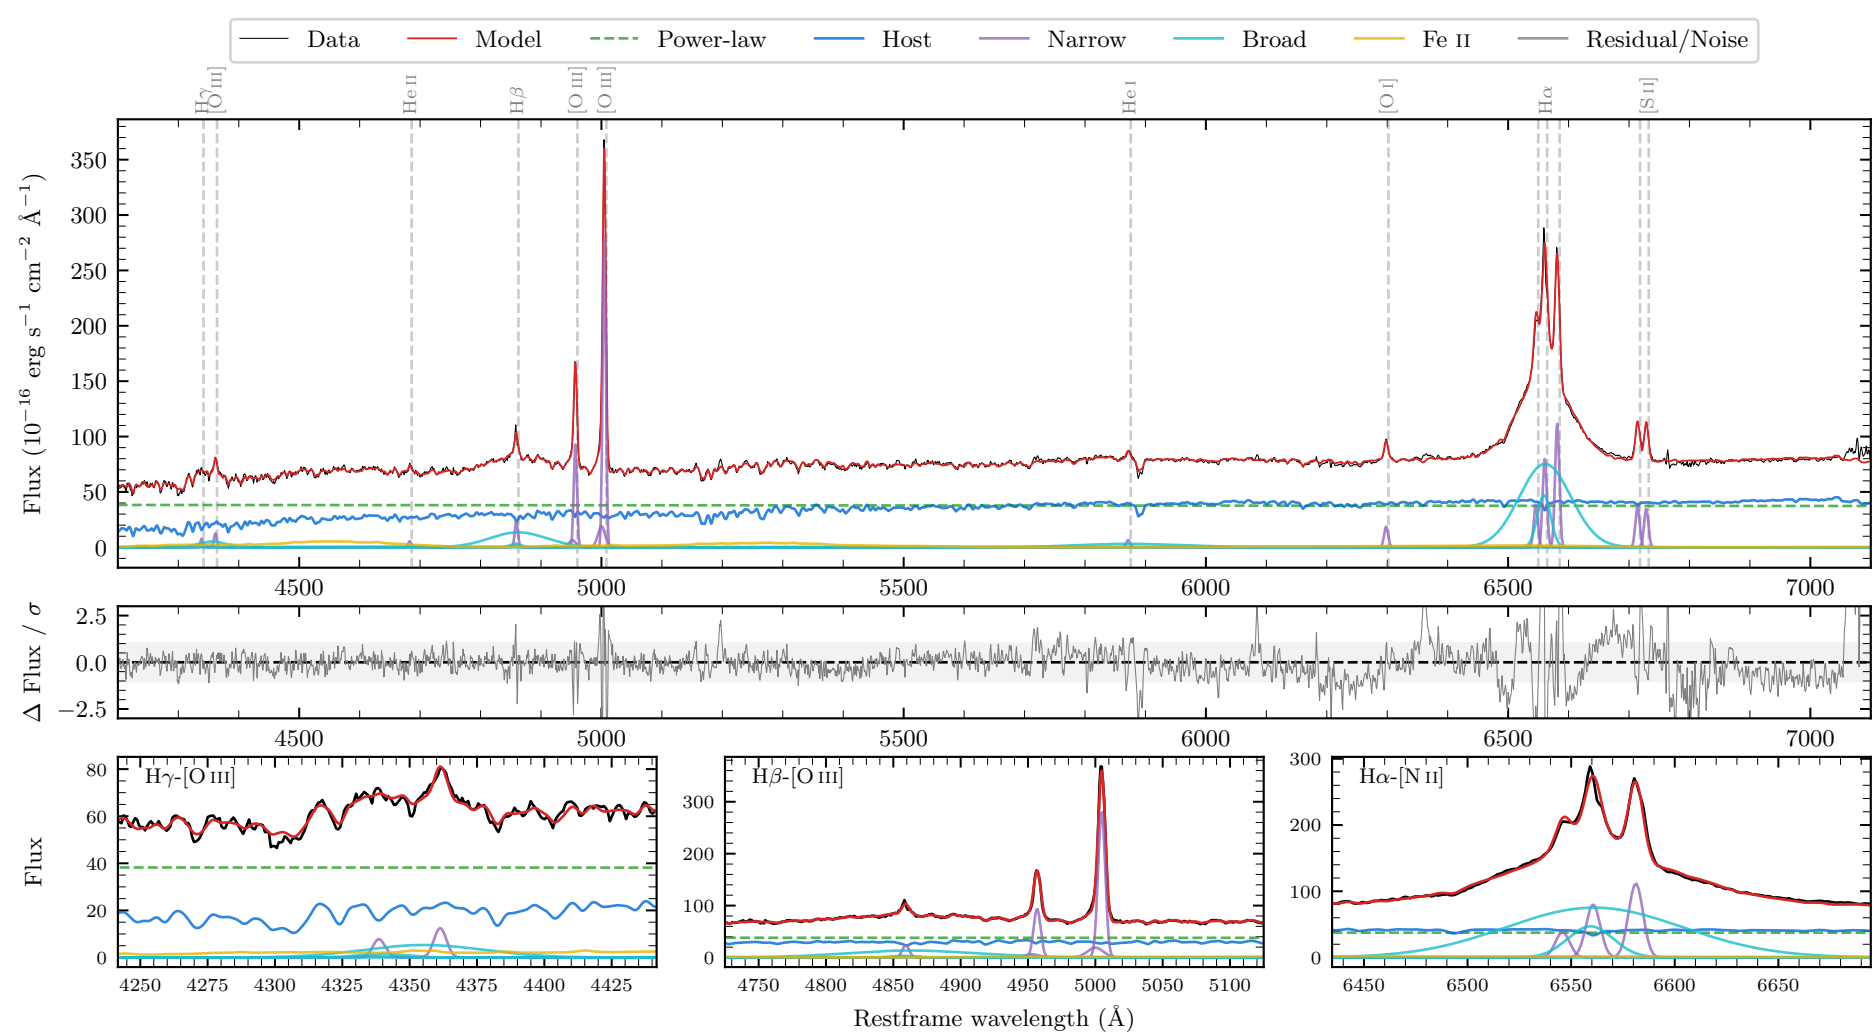 Data Model Power-law Host Narrow Broad Fe II Residual/Noise
Hγ [O III] He II Hβ [O III] [O III] He I [O I] Hα [S II]
Flux (10−16 erg s−1 cm−2 Å−1)
350
300
250
200
150
100
50
0
4500 5000 5500 6000 6500 7000
Δ Flux / σ
2.5
0.0
−2.5
4500 5000 5500 6000 6500 7000
Flux
Hγ-[O III]
80
60
40
20
0
4250 4275 4300 4325 4350 4375 4400 4425
Hβ-[O III]
300
200
100
0
4750 4800 4850 4900 4950 5000 5050 5100
Hα-[N II]
300
200
100
0
6450 6500 6550 6600 6650
Restframe wavelength (Å)